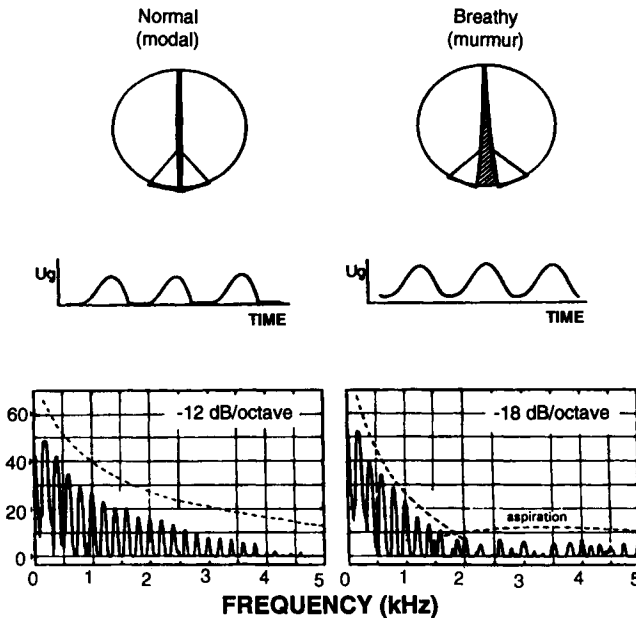 Normal
(modal)
Breathy
(murmur)
Ug
TIME
Ug
TIME
-12 dB/octave
60
40
20
0
0 1 2 3 4 5
-18 dB/octave
aspiration
0 1 2 3 4 5
FREQUENCY (kHz)